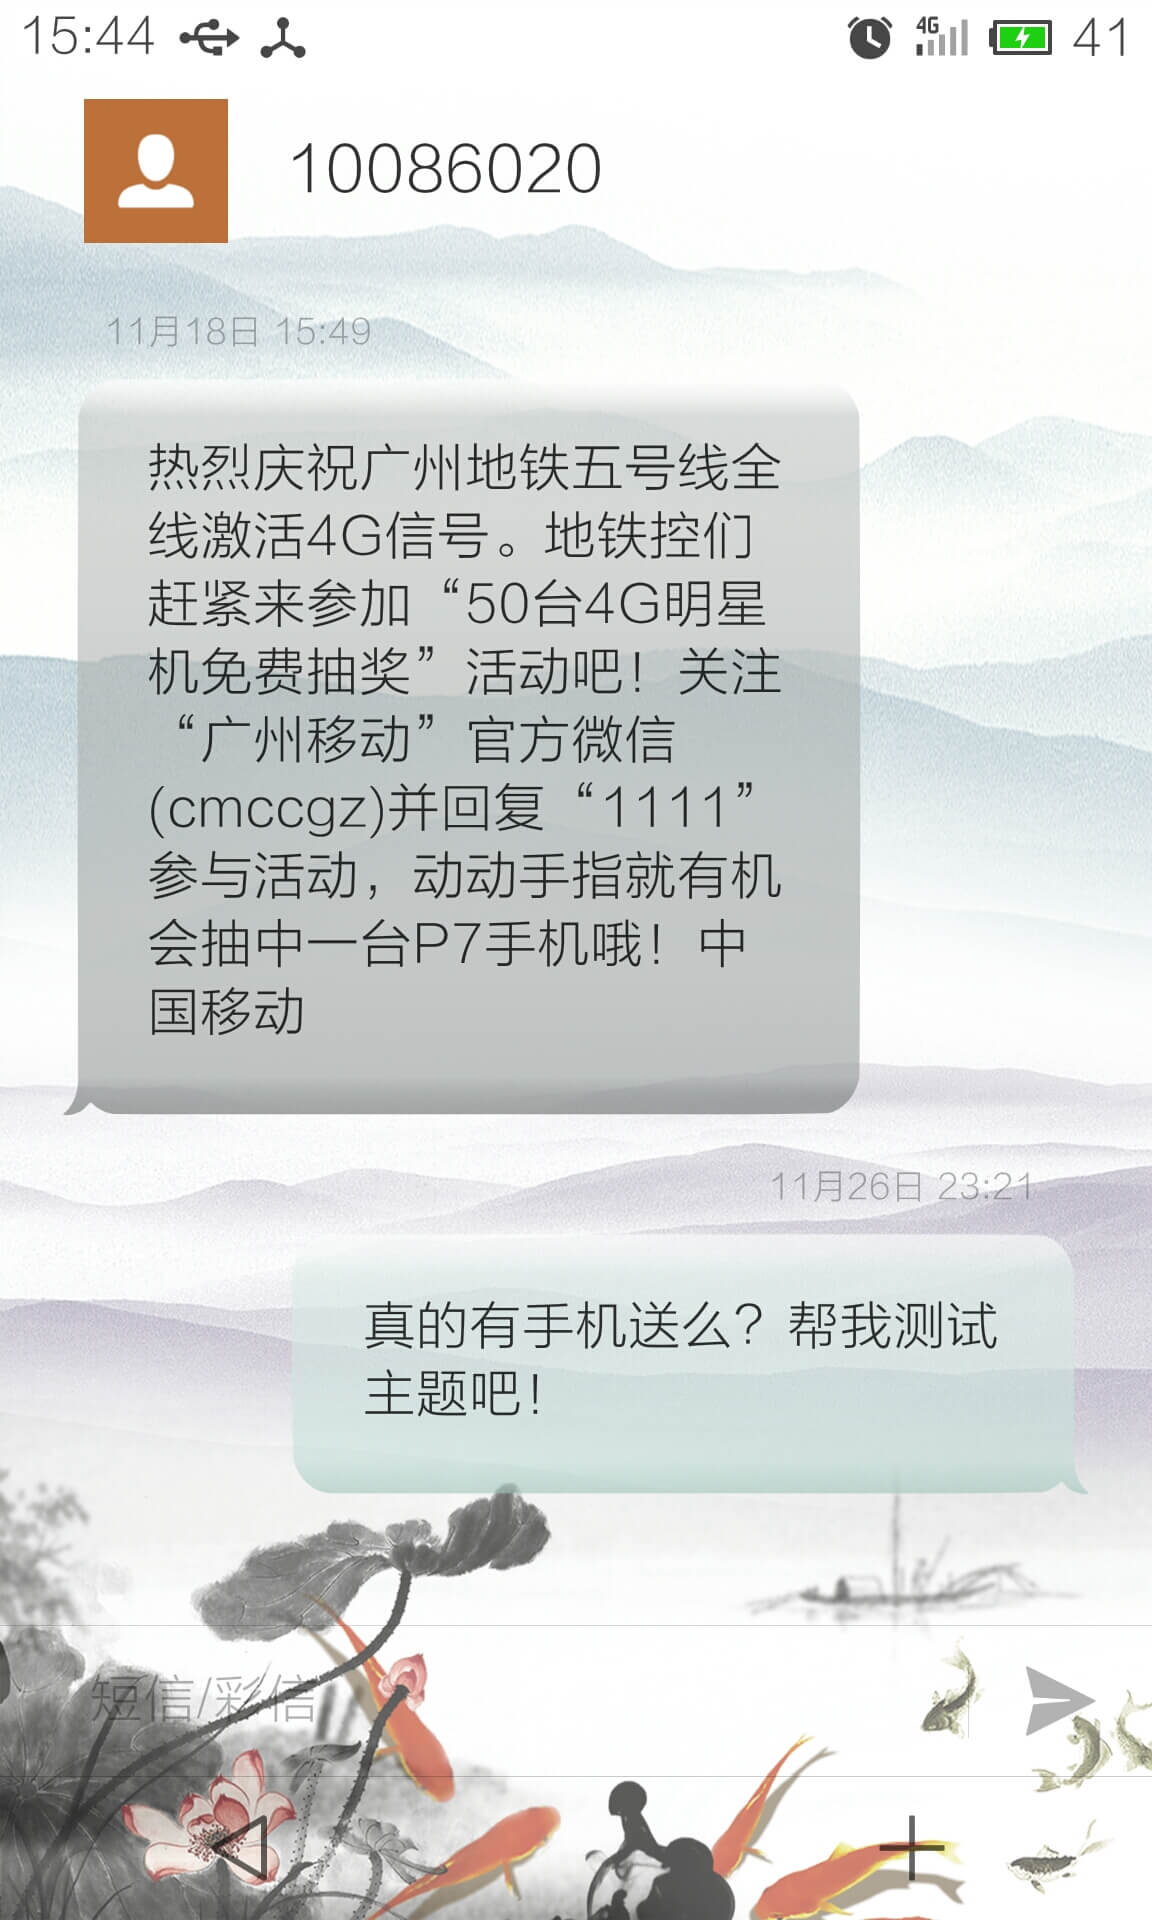 15:44 4G 41
10086020
11月18日 15:49
热烈庆祝广州地铁五号线全
线激活4G信号。地铁控们
赶紧来参加“50台4G明星
机免费抽奖”活动吧！关注
“广州移动”官方微信
(cmccgz)并回复“1111”
参与活动，动动手指就有机
会抽中一台P7手机哦！中
国移动
11月26日 23:21
真的有手机送么？帮我测试
主题吧！
短信/彩信